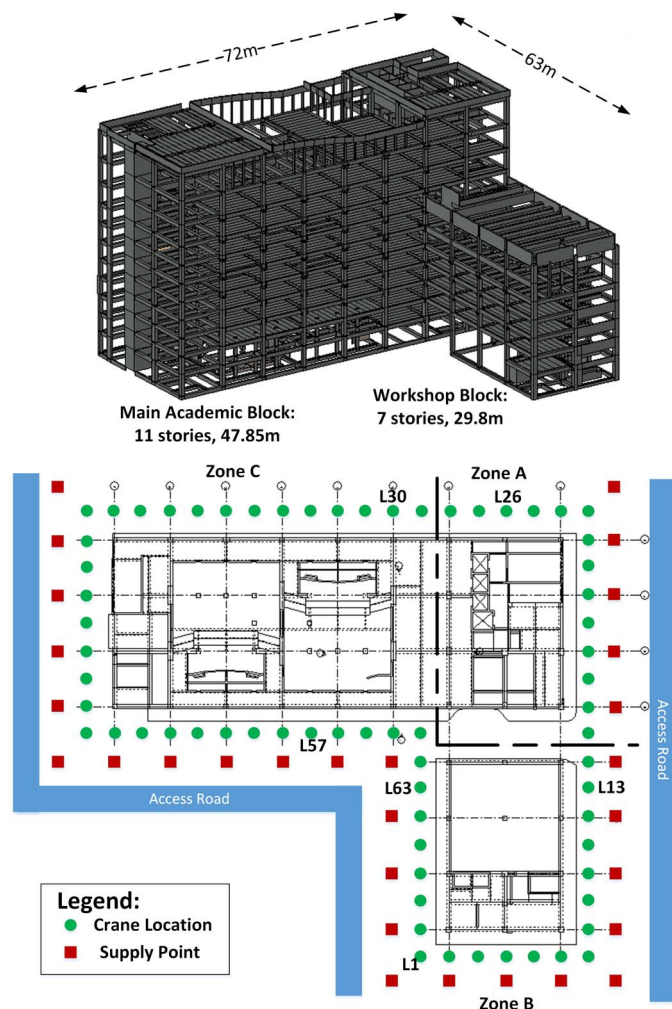 72m
63m
Main Academic Block:
11 stories, 47.85m
Workshop Block:
7 stories, 29.8m
Zone C
Zone A
L30
L26
L57
L63
L13
Access Road
Access Road
Legend:
Crane Location
Supply Point
L1
Zone B